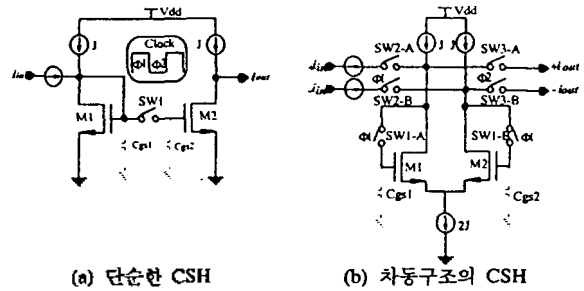 Vdd
J
J
Clock
Φ1
Φ2
Iin
Iout
SW1
M1
M2
Cgs1
Cgs2
(a) 단순한 CSH
Vdd
SW2-A
J
J
SW3-A
+iout
Φ1
Φ2
-iout
SW2-B
SW3-B
Φ1
SW1-A
SW1-B
Φ1
M1
M2
Cgs1
Cgs2
2J
(b) 차동구조의 CSH